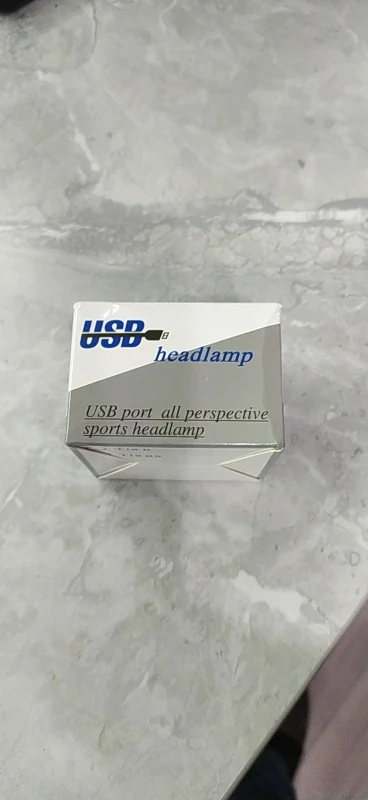 USB
headlamp
USB port all perspective
sports headlamp